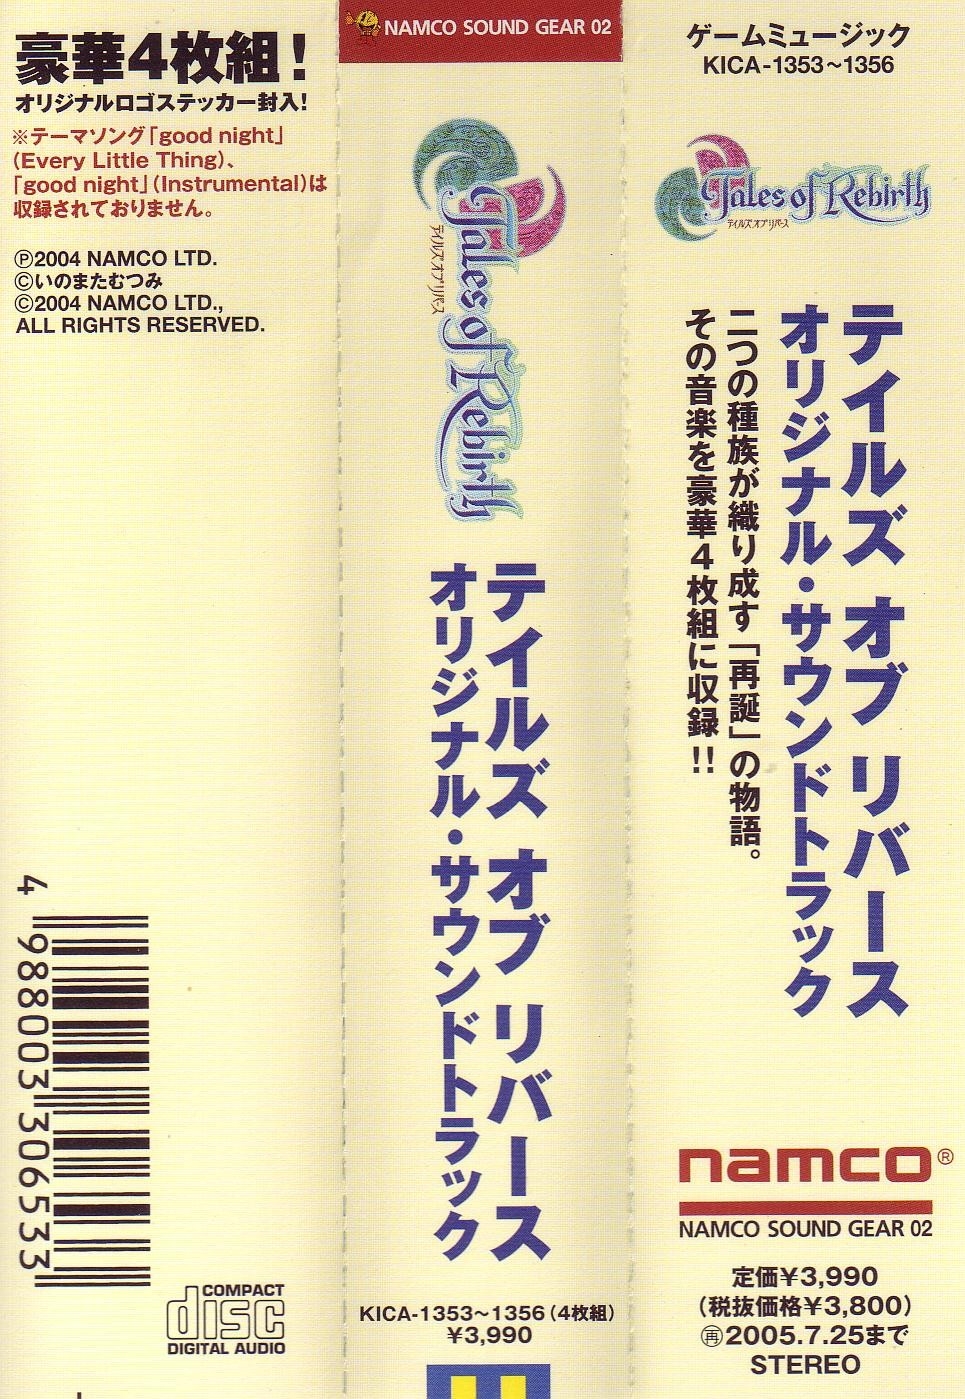 豪華4枚組!
オリジナルロゴステッカー封入!
※テーマソング「good night」
(Every Little Thing)、
「good night」(Instrumental)は
収録されておりません。
Ⓟ2004 NAMCO LTD.
Ⓒいのまたむつみ
Ⓒ2004 NAMCO LTD.,
ALL RIGHTS RESERVED.
4 988003 306533
COMPACT
disc
DIGITAL AUDIO
NAMCO SOUND GEAR 02
Tales of Rebirth
テイルズ オブ リバース
テイルズ オブ リバース
オリジナル・サウンドトラック
KICA-1353~1356(4枚組)
¥3,990
ゲームミュージック
KICA-1353~1356
Tales of Rebirth
テイルズ オブ リバース
テイルズ オブ リバース
オリジナル・サウンドトラック
二つの種族が織り成す「再誕」の物語。
その音楽を豪華4枚組に収録!!
namco®
NAMCO SOUND GEAR 02
定価¥3,990
(税抜価格¥3,800)
㊢2005.7.25まで
STEREO